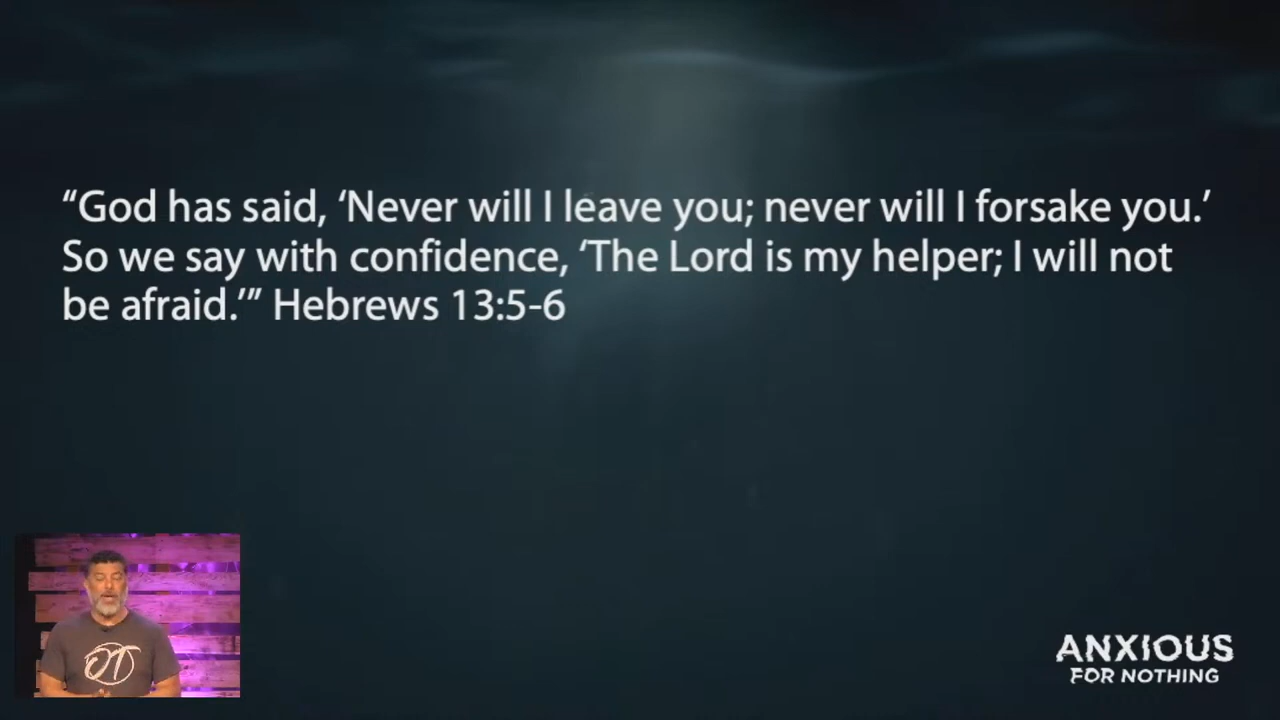 “God has said, ‘Never will I leave you; never will I forsake you.’
So we say with confidence, ‘The Lord is my helper; I will not
be afraid.’” Hebrews 13:5-6
OT
ANXIOUS
FOR NOTHING